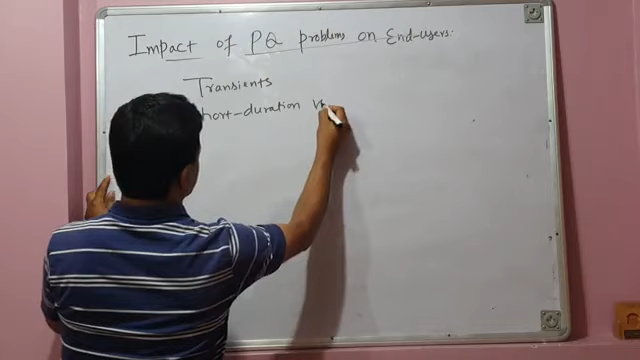 Impact of PQ problems on End-users:
Transients
hort-duration v